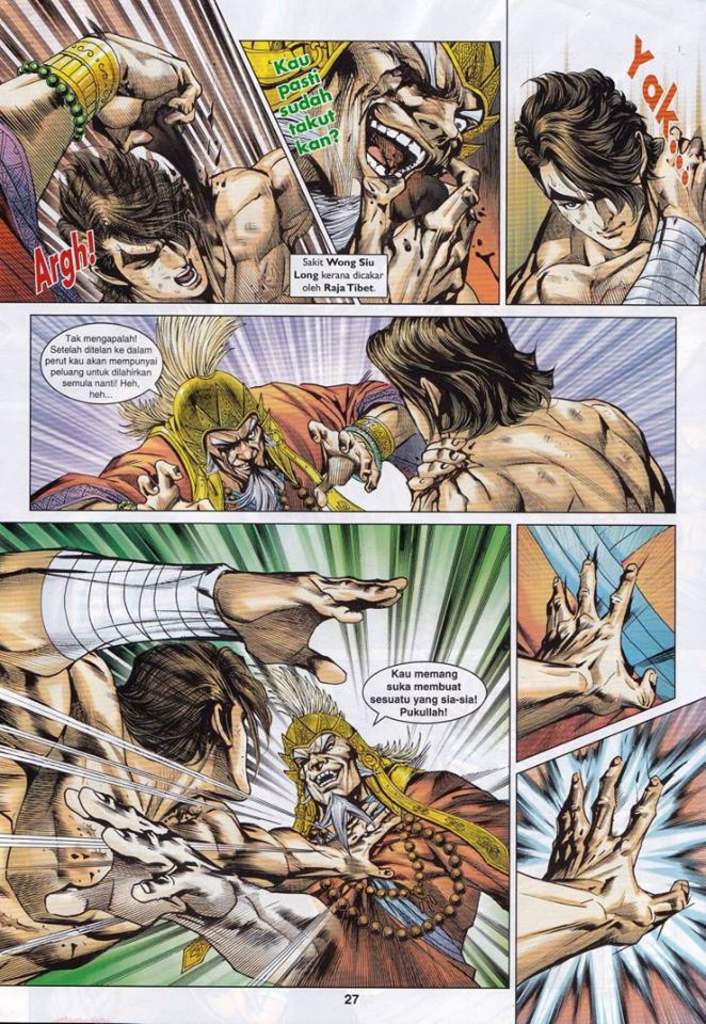 Kau
pasti
sudah
takut
kan?
Argh!
Sakit Wong Siu
Long kerana dicakar
oleh Raja Tibet.
Yak...
Tak mengapalah!
Setelah ditelan ke dalam
perut kau akan mempunyai
peluang untuk dilahirkan
semula nanti! Heh,
heh...
Kau memang
suka membuat
sesuatu yang sia-sia!
Pukullah!
27